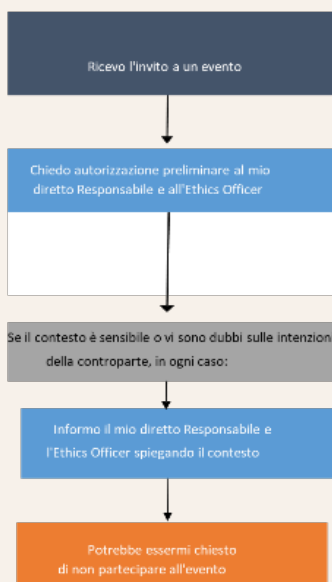 Ricevo l'invito a un evento
Chiedo autorizzazione preliminare al mio
diretto Responsabile e all'Ethics Officer
Se il contesto è sensibile o vi sono dubbi sulle intenzion
della controparte, in ogni caso:
Informo il mio diretto Responsabile e
l'Ethics Officer spiegando il contesto
Potrebbe essermi chiesto
di non partecipare all'evento